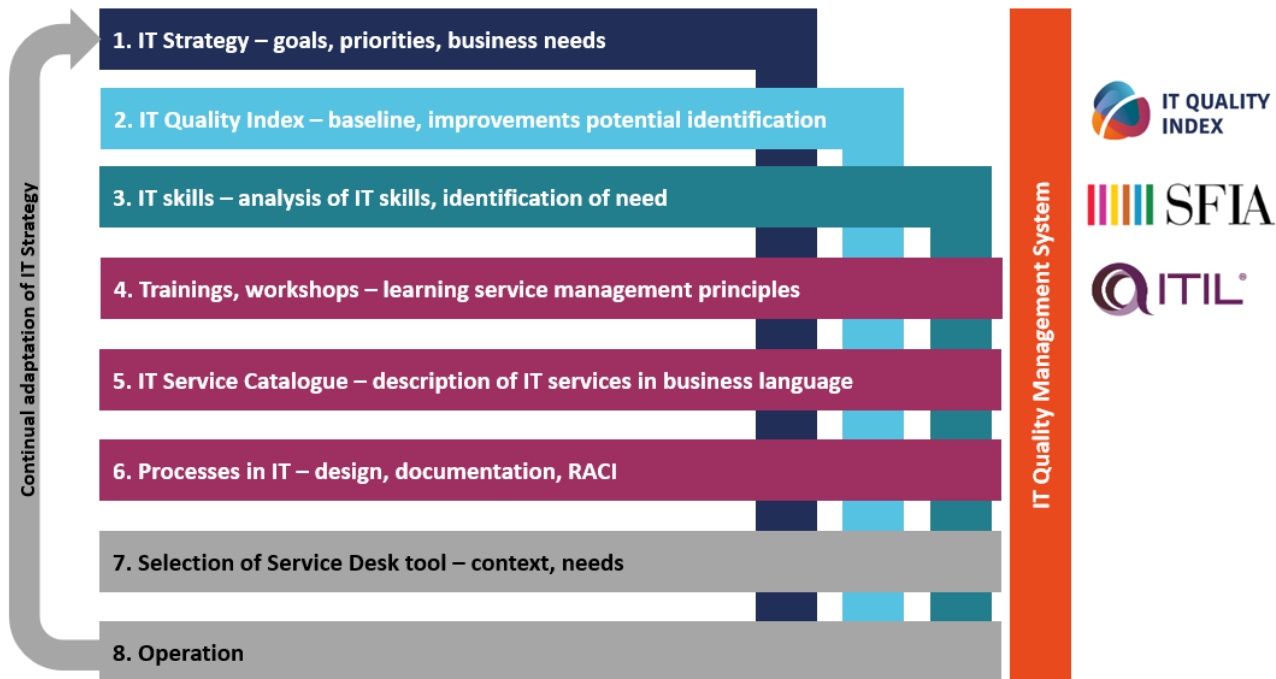 1. IT Strategy – goals, priorities, business needs
2. IT Quality Index – baseline, improvements potential identification
3. IT skills – analysis of IT skills, identification of need
4. Trainings, workshops – learning service management principles
5. IT Service Catalogue – description of IT services in business language
6. Processes in IT – design, documentation, RACI
7. Selection of Service Desk tool – context, needs
8. Operation
Continual adaptation of IT Strategy
IT Quality Management System
IT QUALITY
INDEX
SFIA
ITIL®